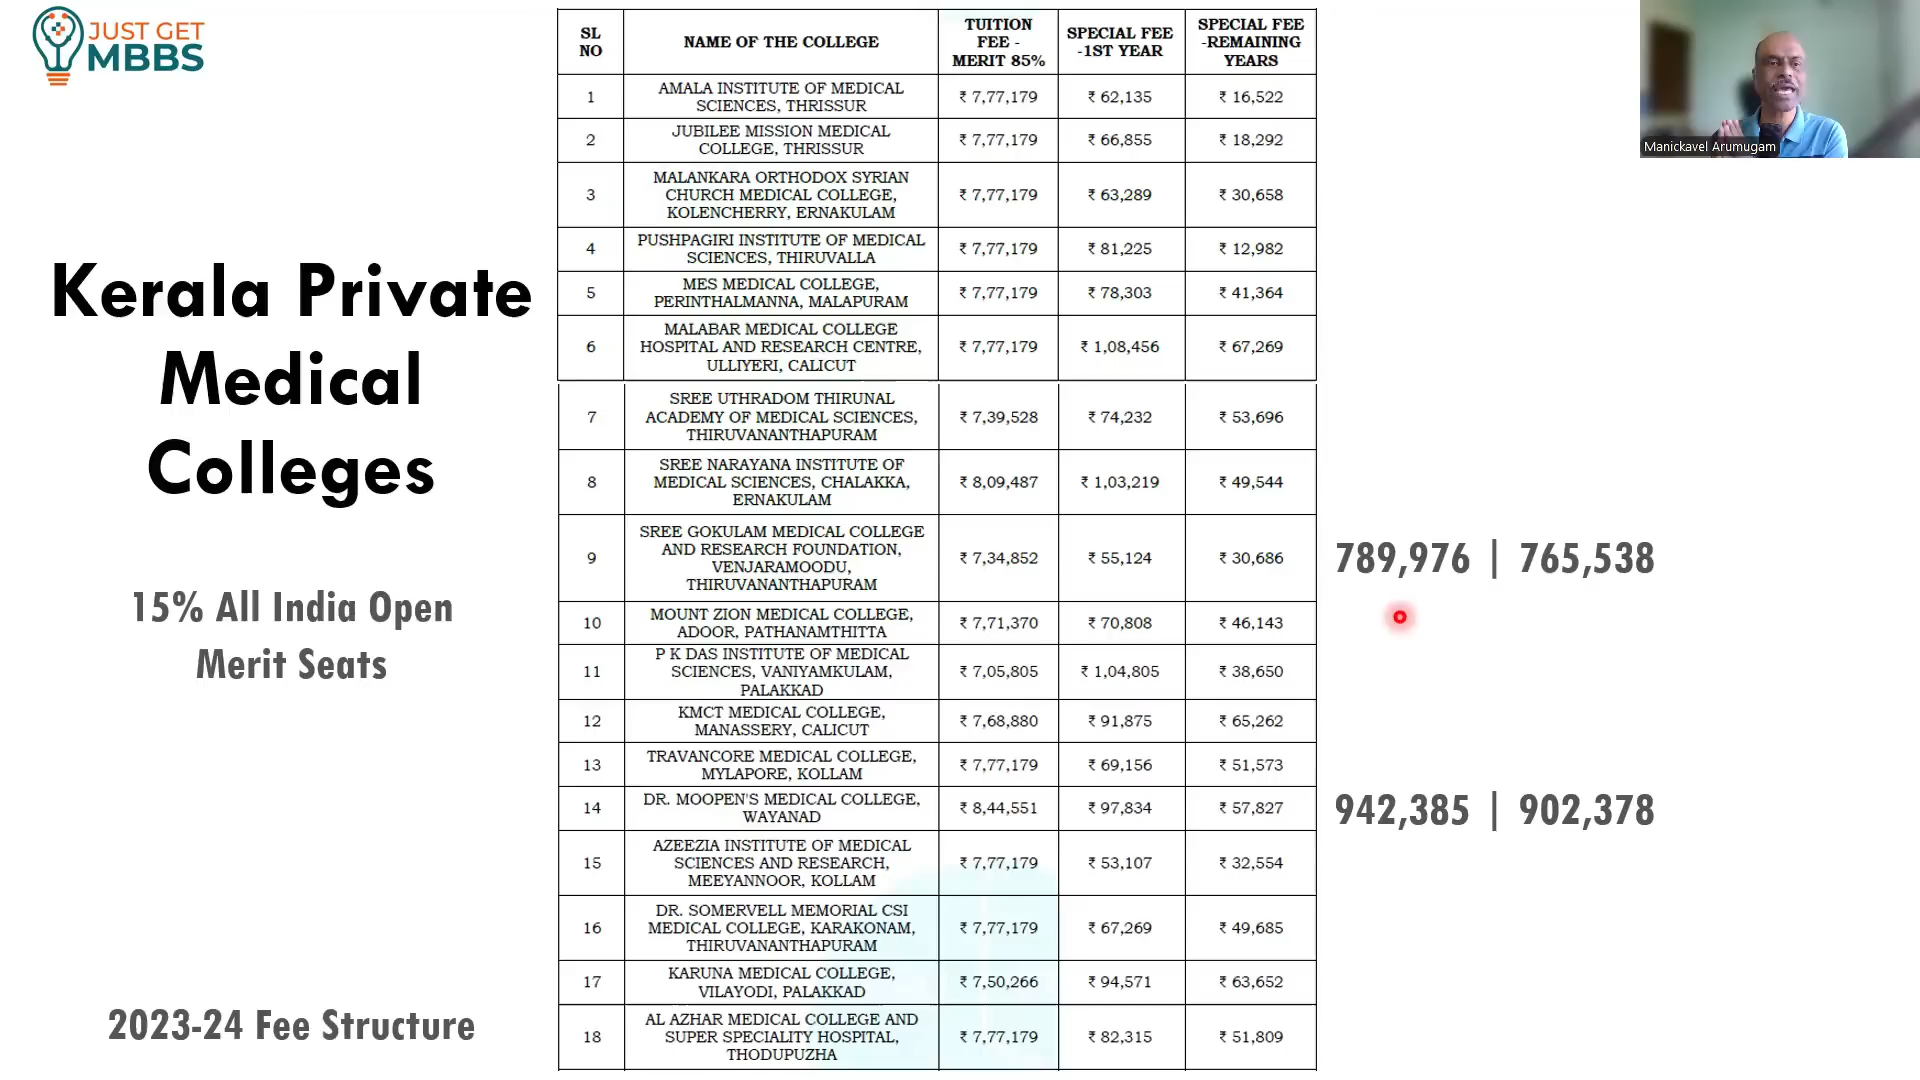 JUST GET
MBBS
Kerala Private
Medical
Colleges
15% All India Open
Merit Seats
2023-24 Fee Structure
SL NO | NAME OF THE COLLEGE | TUITION FEE - MERIT 85% | SPECIAL FEE -1ST YEAR | SPECIAL FEE -REMAINING YEARS
1 | AMALA INSTITUTE OF MEDICAL SCIENCES, THRISSUR | ₹ 7,77,179 | ₹ 62,135 | ₹ 16,522
2 | JUBILEE MISSION MEDICAL COLLEGE, THRISSUR | ₹ 7,77,179 | ₹ 66,855 | ₹ 18,292
3 | MALANKARA ORTHODOX SYRIAN CHURCH MEDICAL COLLEGE, KOLENCHERRY, ERNAKULAM | ₹ 7,77,179 | ₹ 63,289 | ₹ 30,658
4 | PUSHPAGIRI INSTITUTE OF MEDICAL SCIENCES, THIRUVALLA | ₹ 7,77,179 | ₹ 81,225 | ₹ 12,982
5 | MES MEDICAL COLLEGE, PERINTHALMANNA, MALAPURAM | ₹ 7,77,179 | ₹ 78,303 | ₹ 41,364
6 | MALABAR MEDICAL COLLEGE HOSPITAL AND RESEARCH CENTRE, ULLIYERI, CALICUT | ₹ 7,77,179 | ₹ 1,08,456 | ₹ 67,269
7 | SREE UTHRADOM THIRUNAL ACADEMY OF MEDICAL SCIENCES, THIRUVANANTHAPURAM | ₹ 7,39,528 | ₹ 74,232 | ₹ 53,696
8 | SREE NARAYANA INSTITUTE OF MEDICAL SCIENCES, CHALAKKA, ERNAKULAM | ₹ 8,09,487 | ₹ 1,03,219 | ₹ 49,544
9 | SREE GOKULAM MEDICAL COLLEGE AND RESEARCH FOUNDATION, VENJARAMOODU, THIRUVANANTHAPURAM | ₹ 7,34,852 | ₹ 55,124 | ₹ 30,686
789,976 | 765,538
10 | MOUNT ZION MEDICAL COLLEGE, ADOOR, PATHANAMTHITTA | ₹ 7,71,370 | ₹ 70,808 | ₹ 46,143
11 | P K DAS INSTITUTE OF MEDICAL SCIENCES, VANIYAMKULAM, PALAKKAD | ₹ 7,05,805 | ₹ 1,04,805 | ₹ 38,650
12 | KMCT MEDICAL COLLEGE, MANASSERY, CALICUT | ₹ 7,68,880 | ₹ 91,875 | ₹ 65,262
13 | TRAVANCORE MEDICAL COLLEGE, MYLAPORE, KOLLAM | ₹ 7,77,179 | ₹ 69,156 | ₹ 51,573
14 | DR. MOOPEN'S MEDICAL COLLEGE, WAYANAD | ₹ 8,44,551 | ₹ 97,834 | ₹ 57,827
942,385 | 902,378
15 | AZEEZIA INSTITUTE OF MEDICAL SCIENCES AND RESEARCH, MEEYANNOOR, KOLLAM | ₹ 7,77,179 | ₹ 53,107 | ₹ 32,554
16 | DR. SOMERVELL MEMORIAL CSI MEDICAL COLLEGE, KARAKONAM, THIRUVANANTHAPURAM | ₹ 7,77,179 | ₹ 67,269 | ₹ 49,685
17 | KARUNA MEDICAL COLLEGE, VILAYODI, PALAKKAD | ₹ 7,50,266 | ₹ 94,571 | ₹ 63,652
18 | AL AZHAR MEDICAL COLLEGE AND SUPER SPECIALITY HOSPITAL, THODUPUZHA | ₹ 7,77,179 | ₹ 82,315 | ₹ 51,809
Manickavel Arumugam